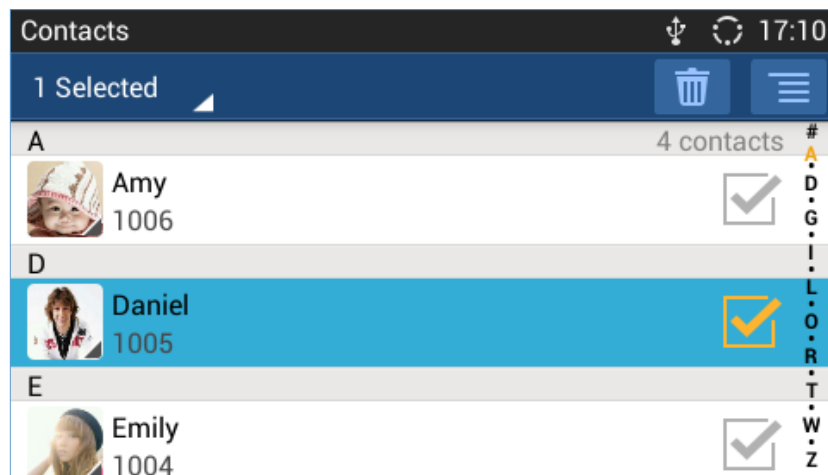 Contacts 17:10
1 Selected
A 4 contacts
Amy
1006
D
Daniel
1005
E
Emily
1004
#
A
D
G
I
L
O
R
T
W
Z